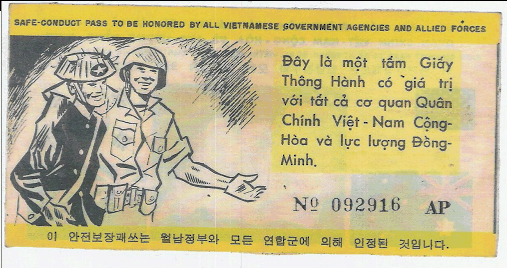 SAFE-CONDUCT PASS TO BE HONORED BY ALL VIETNAMESE GOVERNMENT AGENCIES AND ALLIED FORCES
Đây là một tấm Giấy
Thông Hành có giá trị
với tất cả cơ quan Quân
Chính Việt-Nam Cộng-
Hòa và lực lượng Đồng-
Minh.
Nº 092916 AP
이 안전보장패쓰는 월남정부와 모든 연합군에 의해 인정된 것입니다.